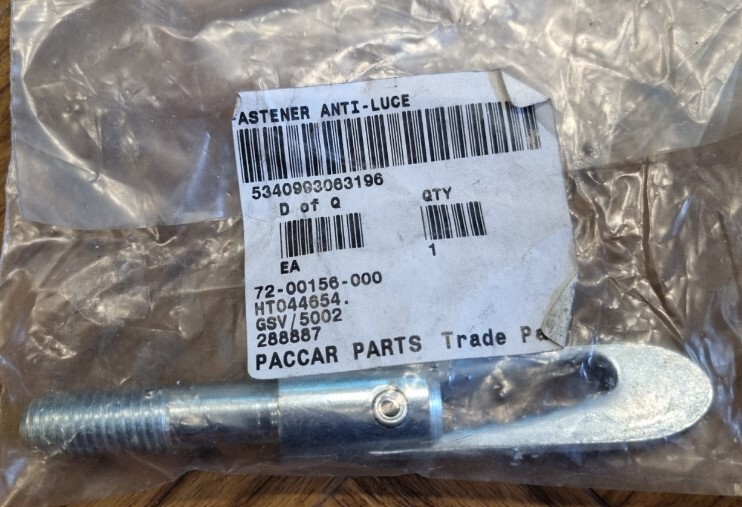 ASTENER ANTI-LUCE
5340993063196
D of Q QTY
EA 1
72-00156-000
HT044654.
GSV/5002
288887
PACCAR PARTS Trade Pa